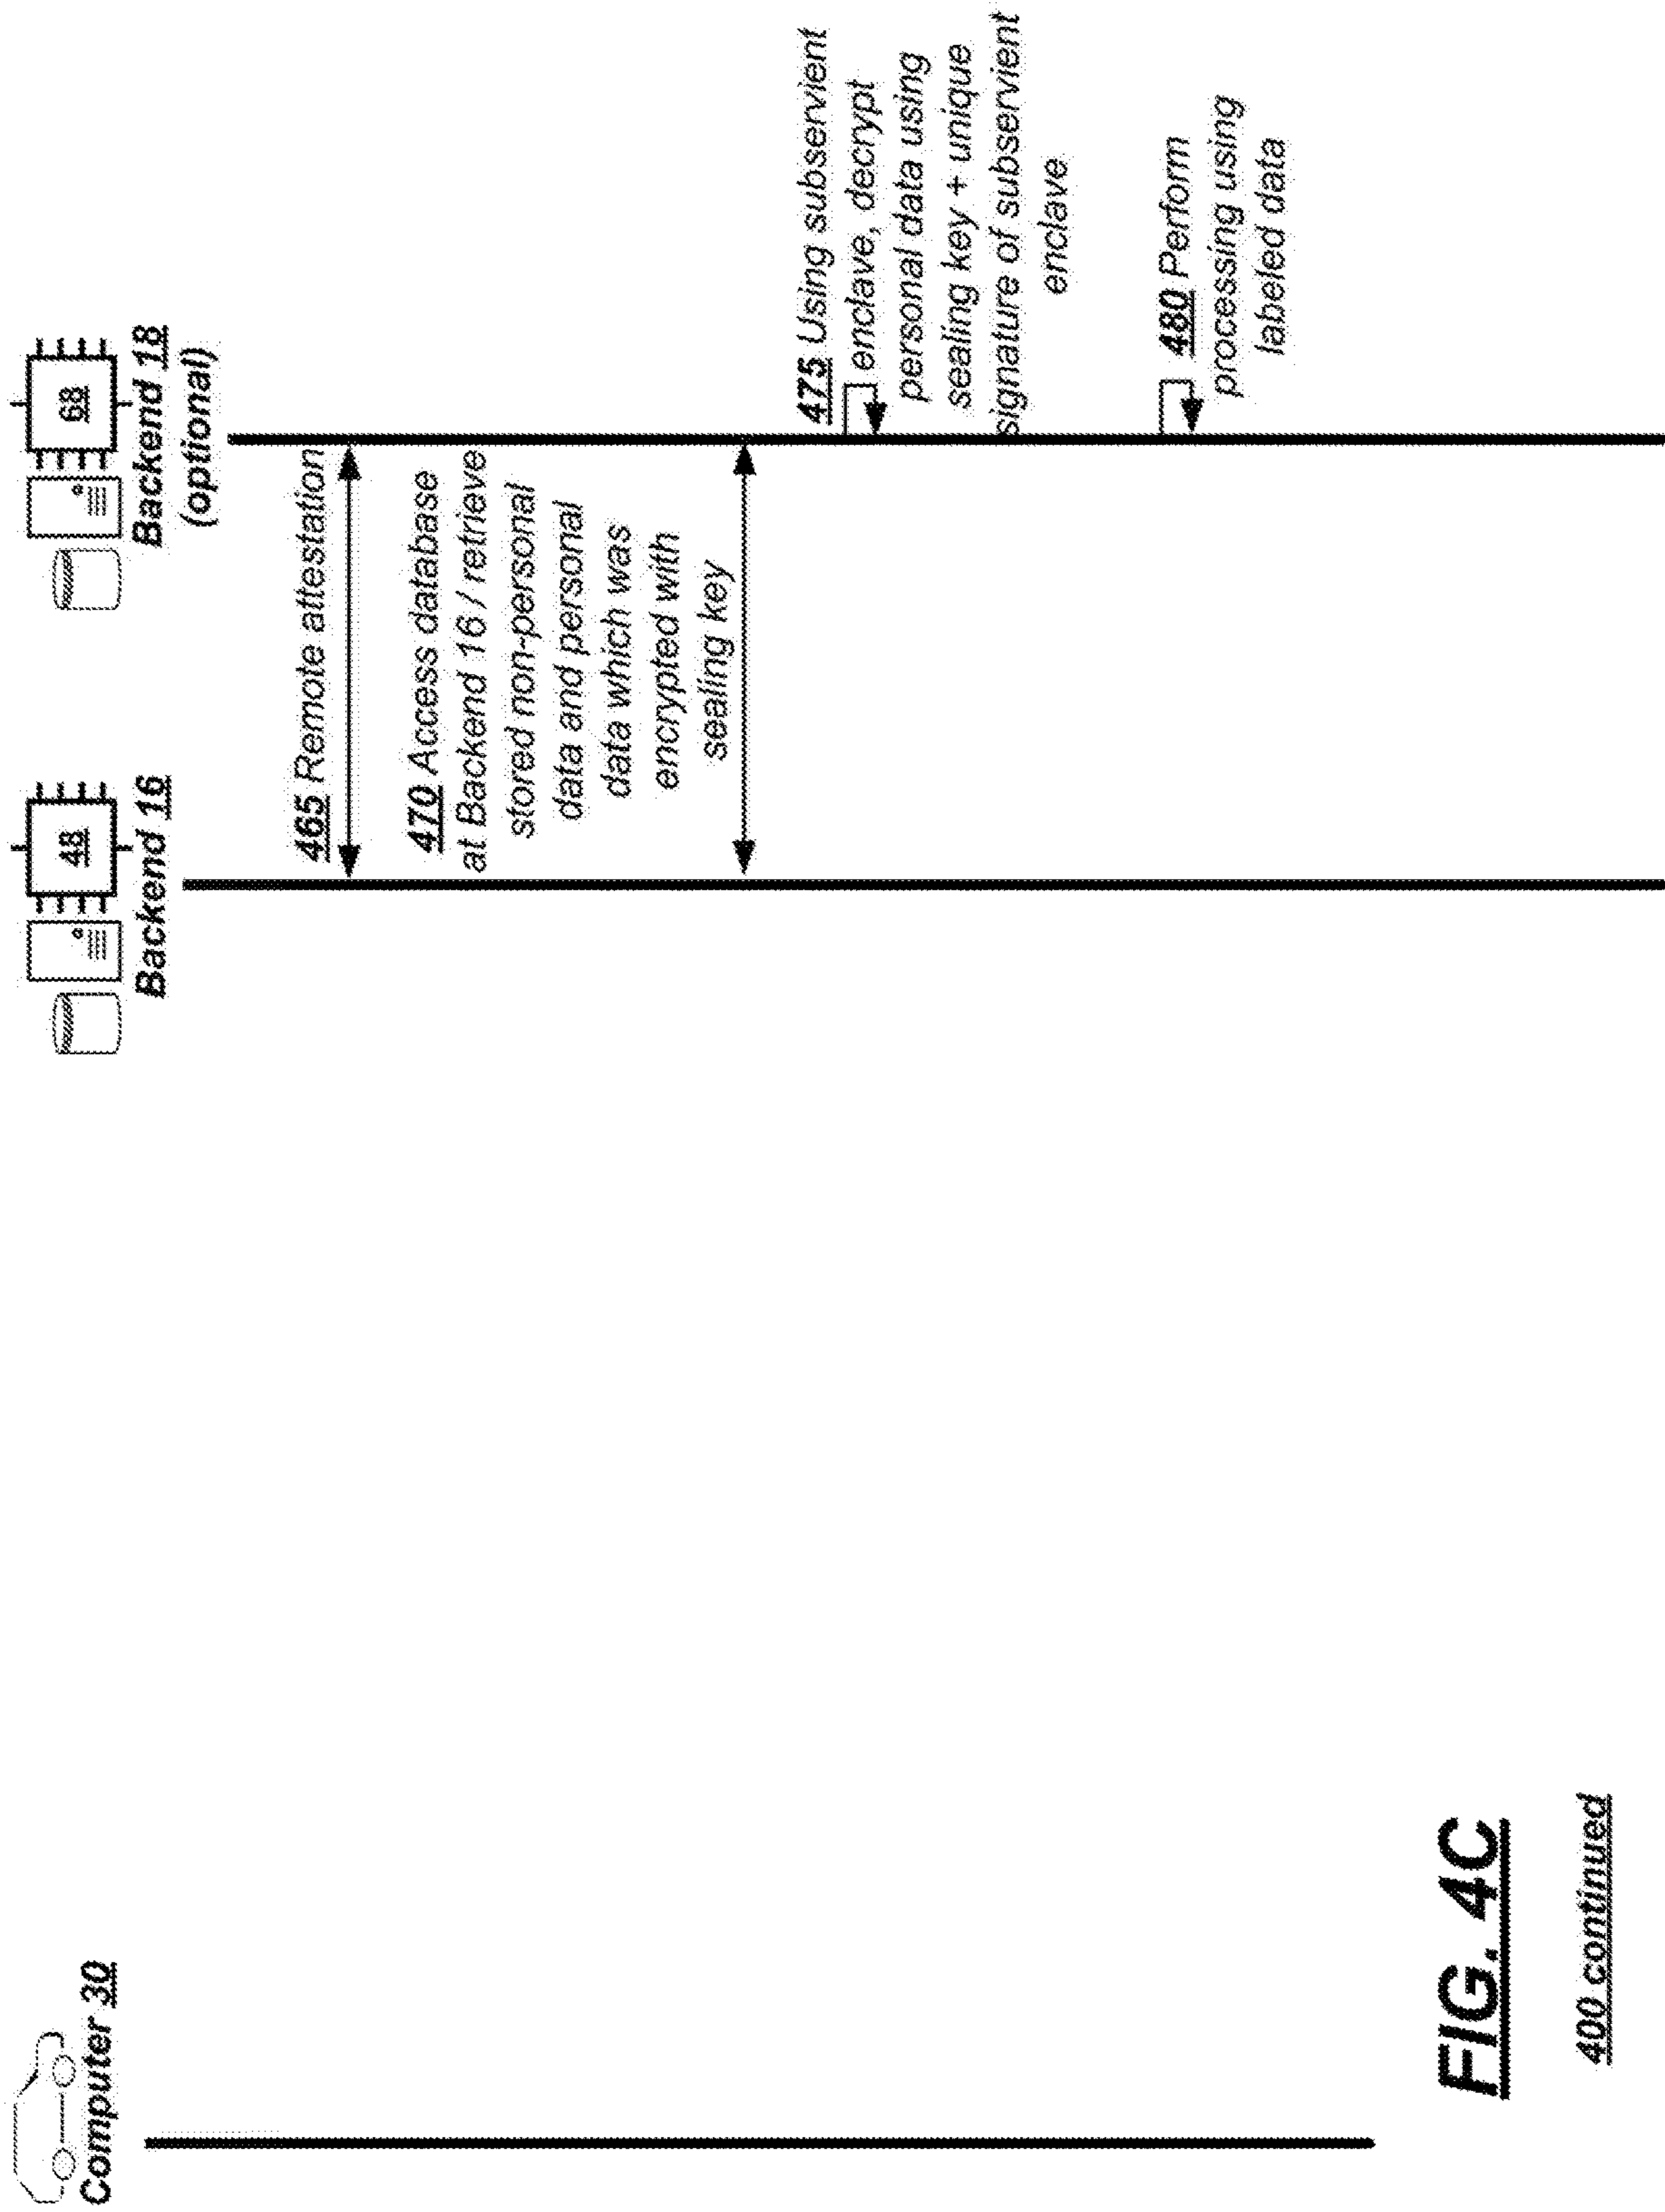 Computer 30
48
Backend 16
68
Backend 18
(optional)
465 Remote attestation
470 Access database
at Backend 16 / retrieve
stored non-personal
data and personal
data which was
encrypted with
sealing key
475 Using subservient
enclave, decrypt
personal data using
sealing key + unique
signature of subservient
enclave
480 Perform
processing using
labeled data
FIG. 4C
400 continued